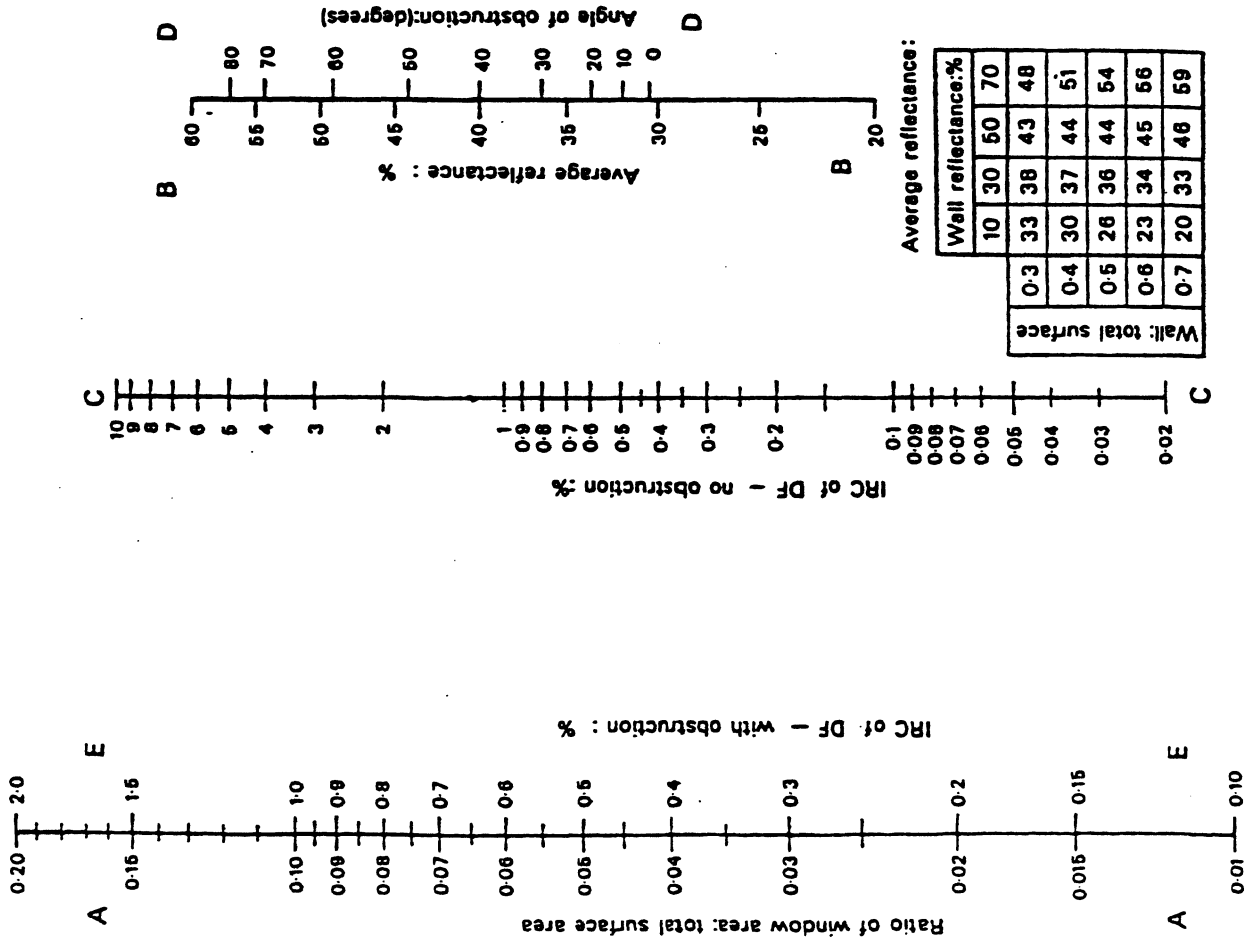 A
E
0·20
2·0
0·15
1·5
0·10
1·0
0·09
0·9
0·08
0·8
0·07
0·7
0·06
0·6
0·05
0·5
0·04
0·4
0·03
0·3
0·02
0·2
0·015
0·15
0·01
0·10
A
E
Ratio of window area: total surface area
IRC of DF – with obstruction : %
C
10
9
8
7
6
5
4
3
2
1
0·9
0·8
0·7
0·6
0·5
0·4
0·3
0·2
0·1
0·09
0·08
0·07
0·06
0·05
0·04
0·03
0·02
C
IRC of DF – no obstruction : %
B
D
60
55
50
45
40
35
30
25
20
80
70
60
50
40
30
20
10
0
B
D
Average reflectance : %
Angle of obstruction:(degrees)
Average reflectance :
Wall reflectance:%
10 30 50 70
Wall: total surface
0·3 33 38 43 48
0·4 30 37 44 51
0·5 26 36 44 54
0·6 23 34 45 56
0·7 20 33 46 59